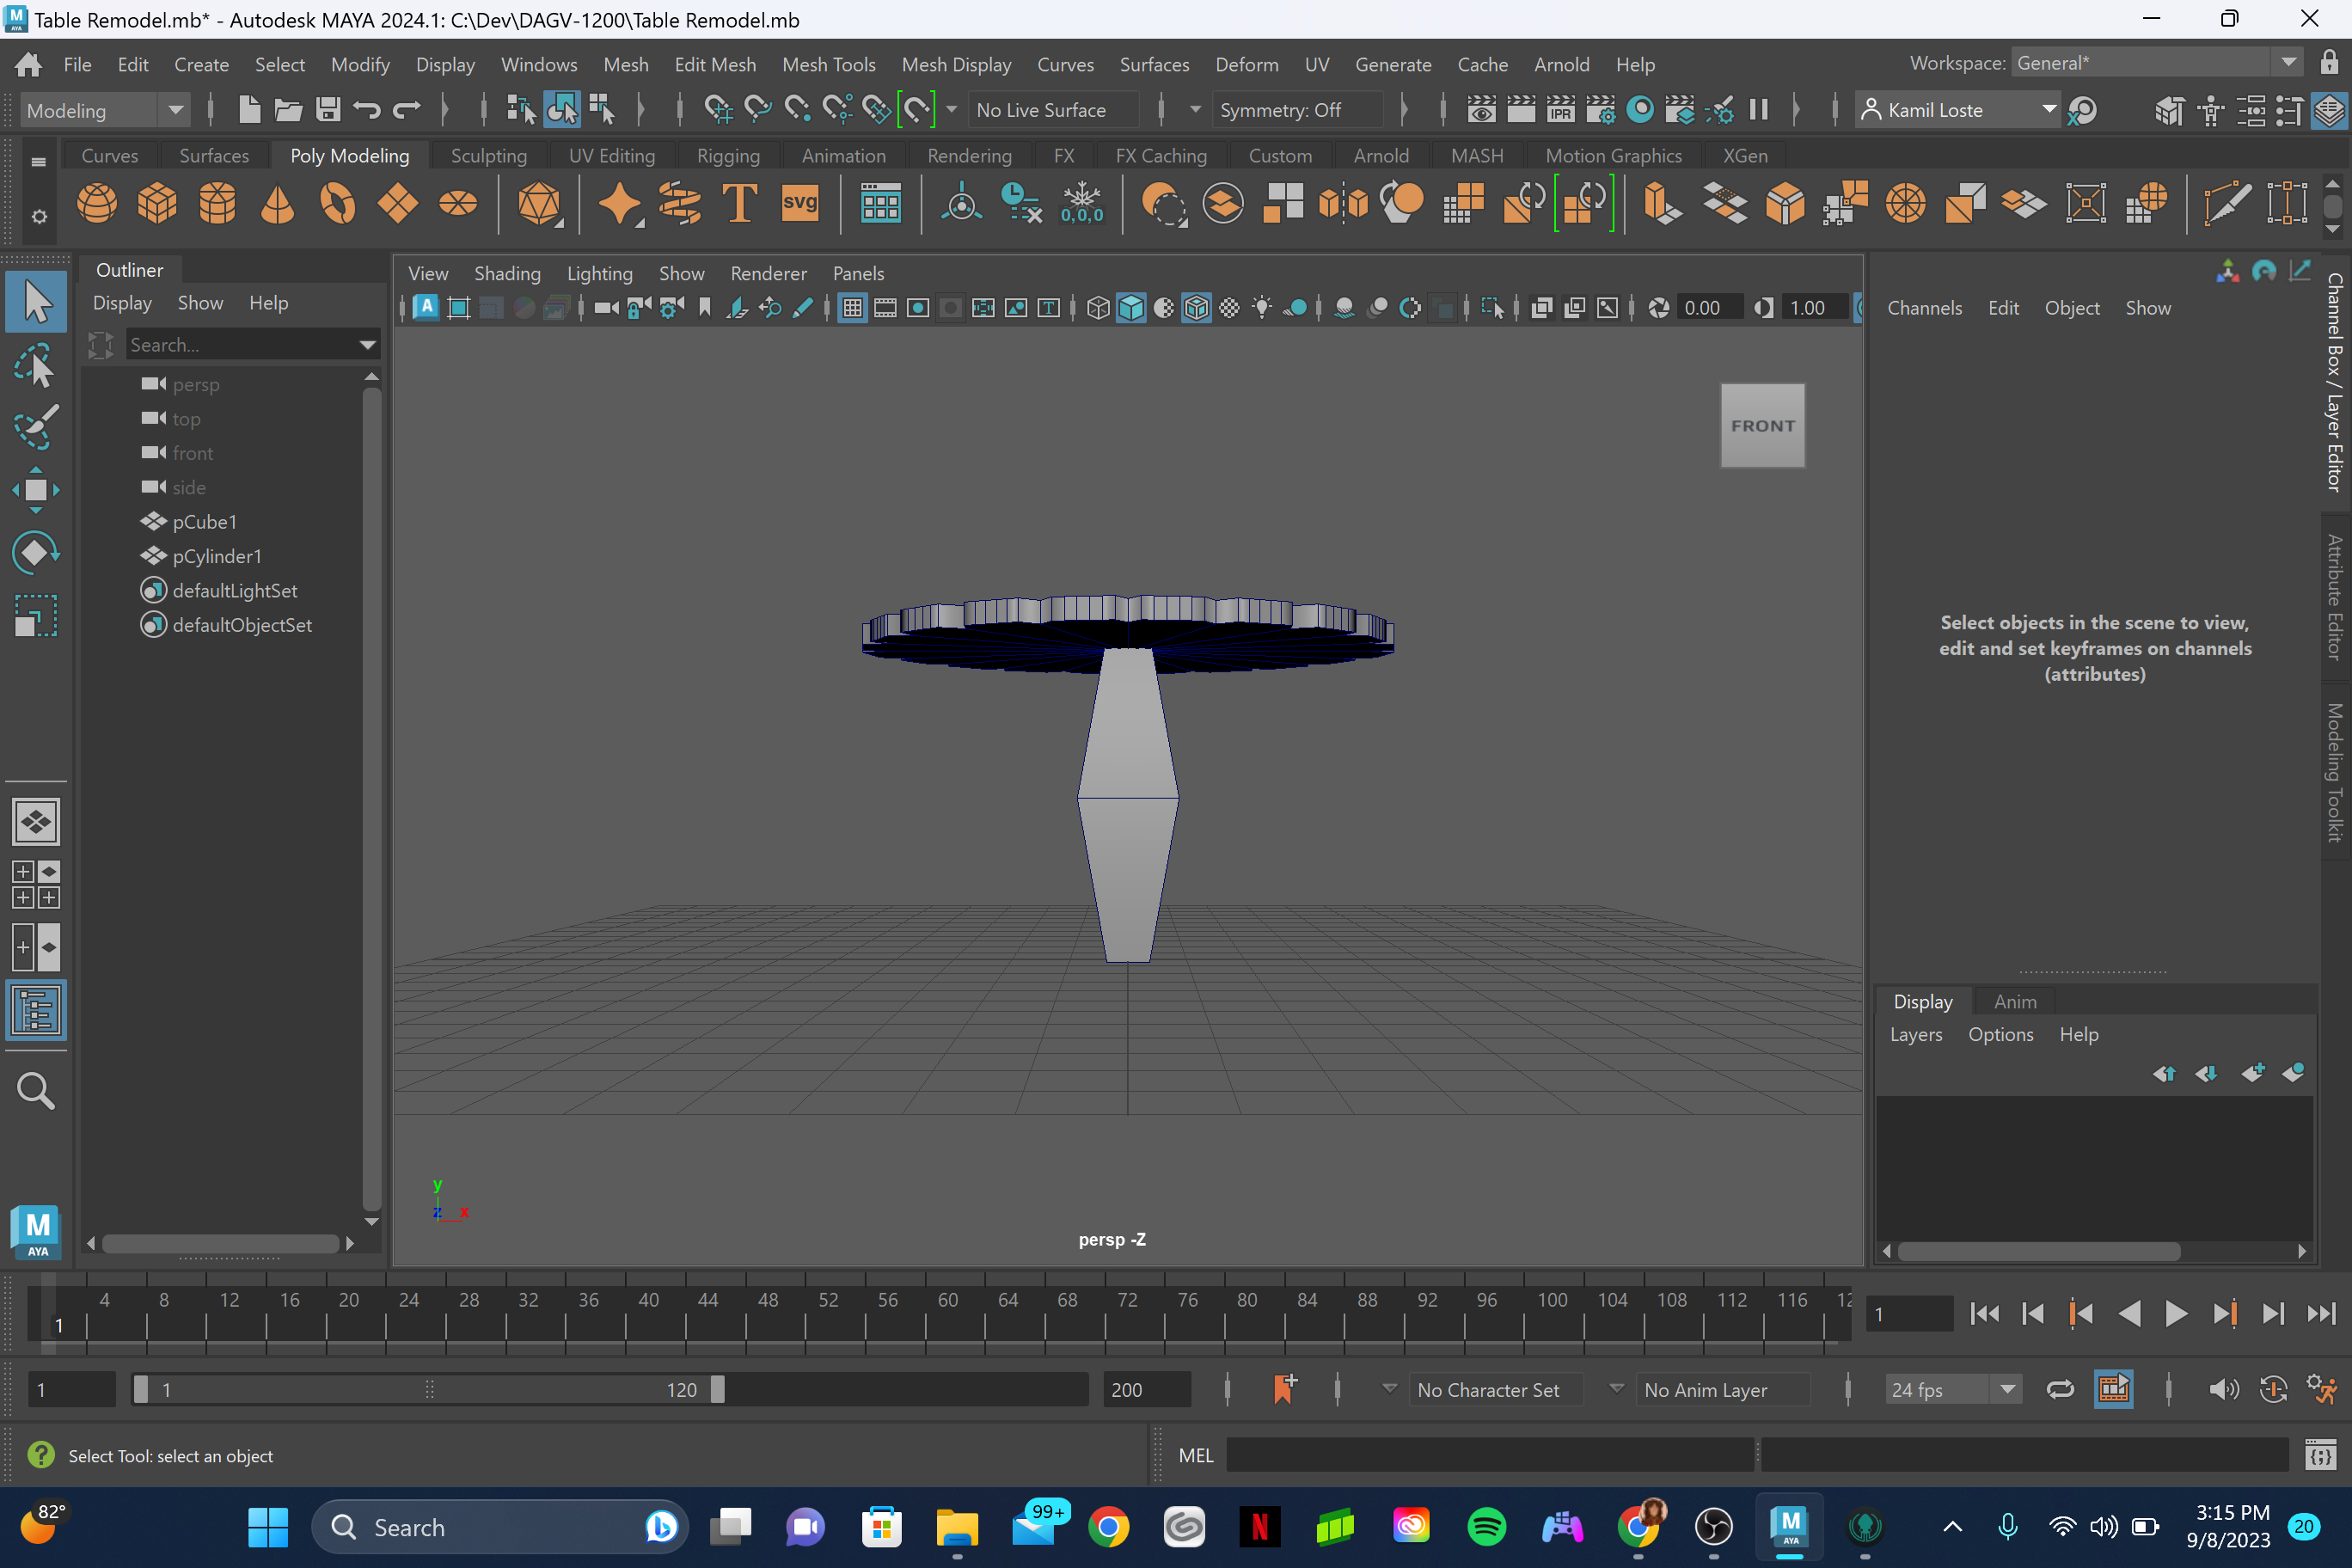 Table Remodel.mb* - Autodesk MAYA 2024.1: C:\Dev\DAGV-1200\Table Remodel.mb
File Edit Create Select Modify Display Windows Mesh Edit Mesh Mesh Tools Mesh Display Curves Surfaces Deform UV Generate Cache Arnold Help Workspace: General*
Modeling No Live Surface Symmetry: Off IPR Kamil Loste
Curves Surfaces Poly Modeling Sculpting UV Editing Rigging Animation Rendering FX FX Caching Custom Arnold MASH Motion Graphics XGen
T svg 0,0,0
Outliner
Display Show Help
Search...
persp
top
front
side
pCube1
pCylinder1
defaultLightSet
defaultObjectSet
View Shading Lighting Show Renderer Panels
0.00 1.00
FRONT
y
z x
persp -Z
Channels Edit Object Show
Select objects in the scene to view,
edit and set keyframes on channels
(attributes)
Channel Box / Layer Editor
Attribute Editor
Modeling Toolkit
Display Anim
Layers Options Help
M
AYA
4 8 12 16 20 24 28 32 36 40 44 48 52 56 60 64 68 72 76 80 84 88 92 96 100 104 108 112 116 12
1 1
1 1 120 200 No Character Set No Anim Layer 24 fps
Select Tool: select an object MEL
82° Search 99+ N M AYA 3:15 PM
9/8/2023 20